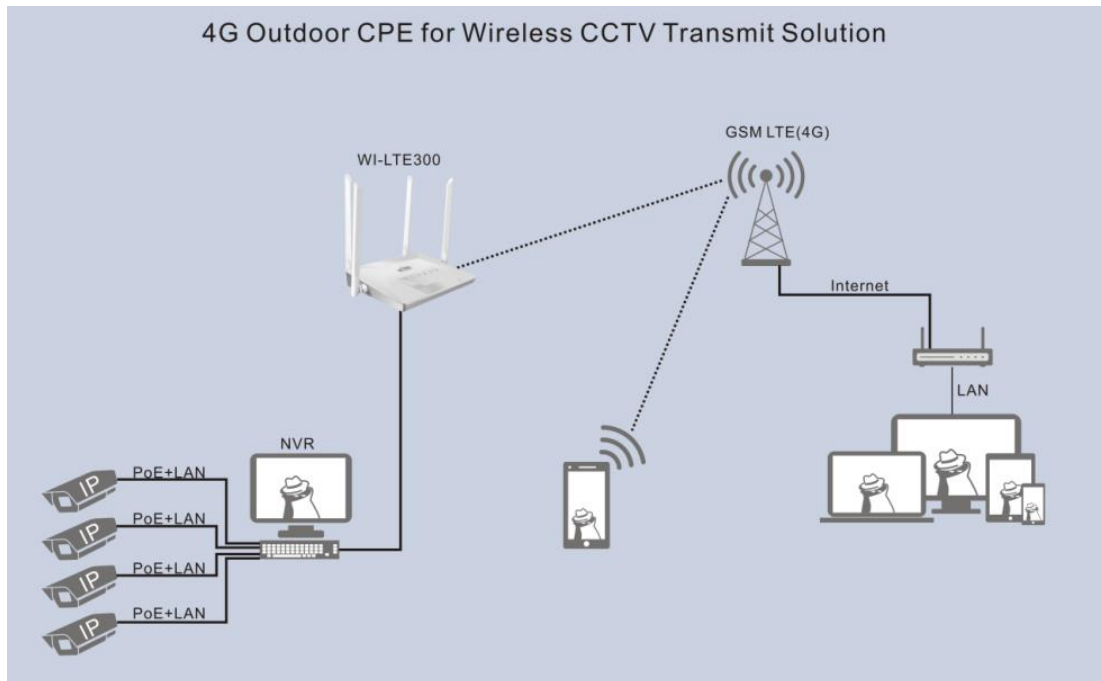 4G Outdoor CPE for Wireless CCTV Transmit Solution
GSM LTE(4G)
WI-LTE300
Internet
LAN
NVR
PoE+LAN
IP
PoE+LAN
IP
PoE+LAN
IP
PoE+LAN
IP